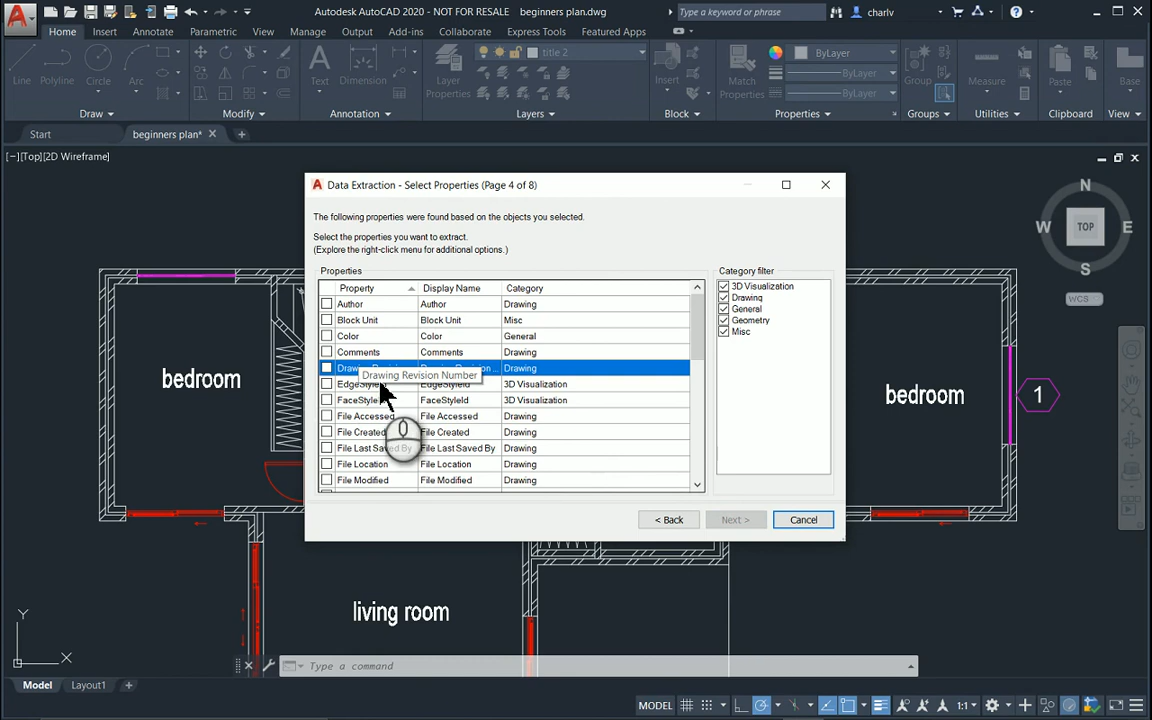 Autodesk AutoCAD 2020 - NOT FOR RESALE beginners plan.dwg
Type a keyword or phrase
charlv
Home Insert Annotate Parametric View Manage Output Add-ins Collaborate Express Tools Featured Apps
title 2
ByLayer
ByLayer
ByLayer
Line Polyline Circle Arc
Text Dimension
Layer Properties
Insert
Match Properties
Group
Measure
Paste
Base
Draw Modify Annotation Layers Block Properties Groups Utilities Clipboard View
Start beginners plan*
[−][Top][2D Wireframe]
N
W TOP E
S
WCS
Data Extraction - Select Properties (Page 4 of 8)
The following properties were found based on the objects you selected.
Select the properties you want to extract.
(Explore the right-click menu for additional options.)
Properties
Category filter
Property Display Name Category
Author Author Drawing
Block Unit Block Unit Misc
Color Color General
Comments Comments Drawing
Drawing
Drawing Revision Number
3D Visualization
FaceStyleId 3D Visualization
File Accessed File Accessed Drawing
File Created File Created Drawing
File Last Saved By File Last Saved By Drawing
File Location File Location Drawing
File Modified File Modified Drawing
3D Visualization
Drawing
General
Geometry
Misc
< Back Next > Cancel
bedroom
bedroom
1
living room
Y
X
Type a command
Model Layout1
MODEL
1:1